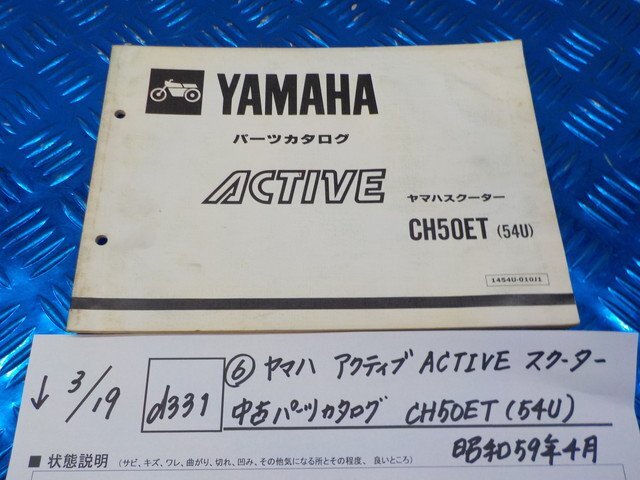 YAMAHA
パーツカタログ
ACTIVE
ヤマハスクーター
CH50ET (54U)
1454U-010J1
↓ 3/19 d331 ⑥ ヤマハ アクティブ ACTIVE スクーター
中古パーツカタログ CH50ET(54U)
昭和59年4月
■ 状態説明 (サビ、キズ、ワレ、曲がり、切れ、凹み、その他気になる所とその程度、良いところ)